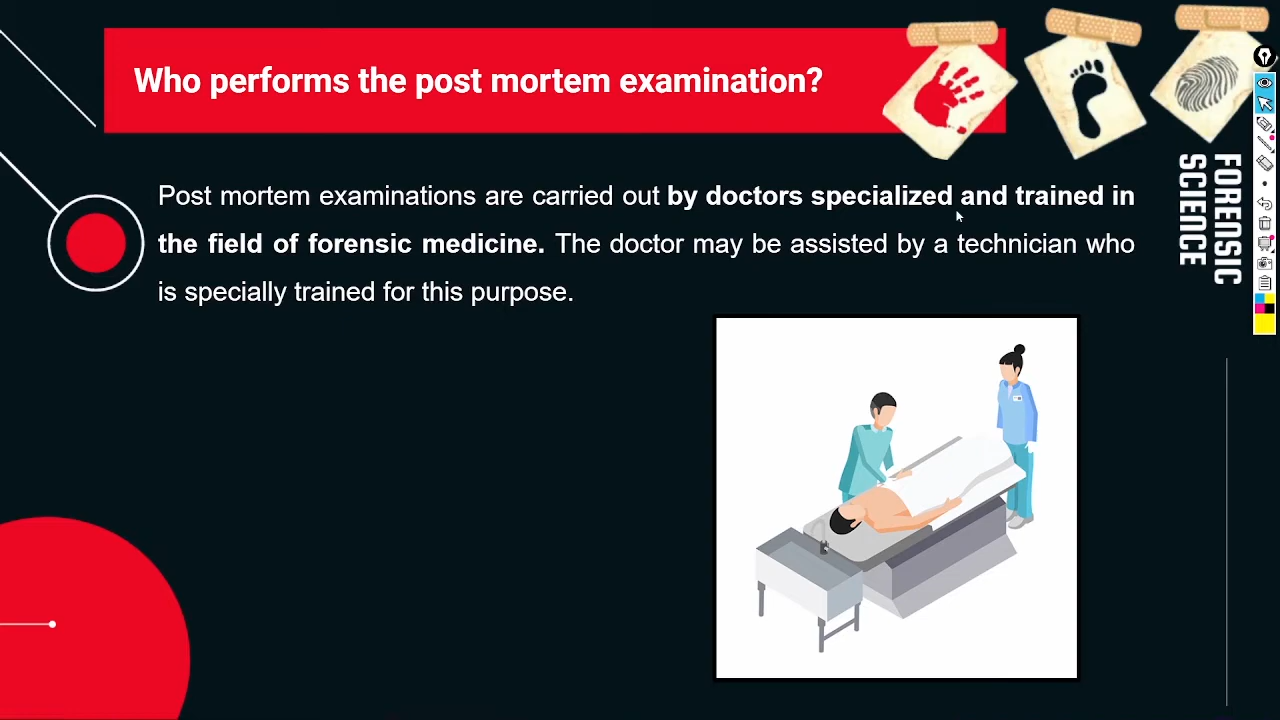 Who performs the post mortem examination?
Post mortem examinations are carried out by doctors specialized and trained in
the field of forensic medicine. The doctor may be assisted by a technician who
is specially trained for this purpose.
FORENSIC
SCIENCE